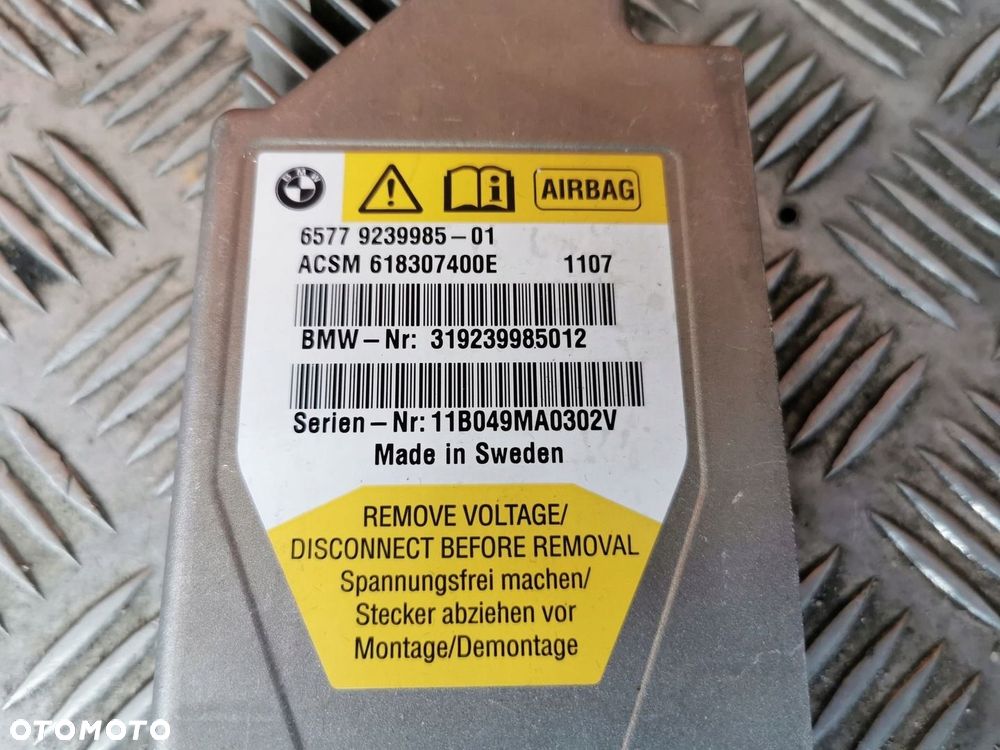 BMW
AIRBAG
6577 9239985-01
ACSM 618307400E 1107
BMW-Nr: 319239985012
Serien-Nr: 11B049MA0302V
Made in Sweden
REMOVE VOLTAGE/
DISCONNECT BEFORE REMOVAL
Spannungsfrei machen/
Stecker abziehen vor
Montage/Demontage
OTOMOTO